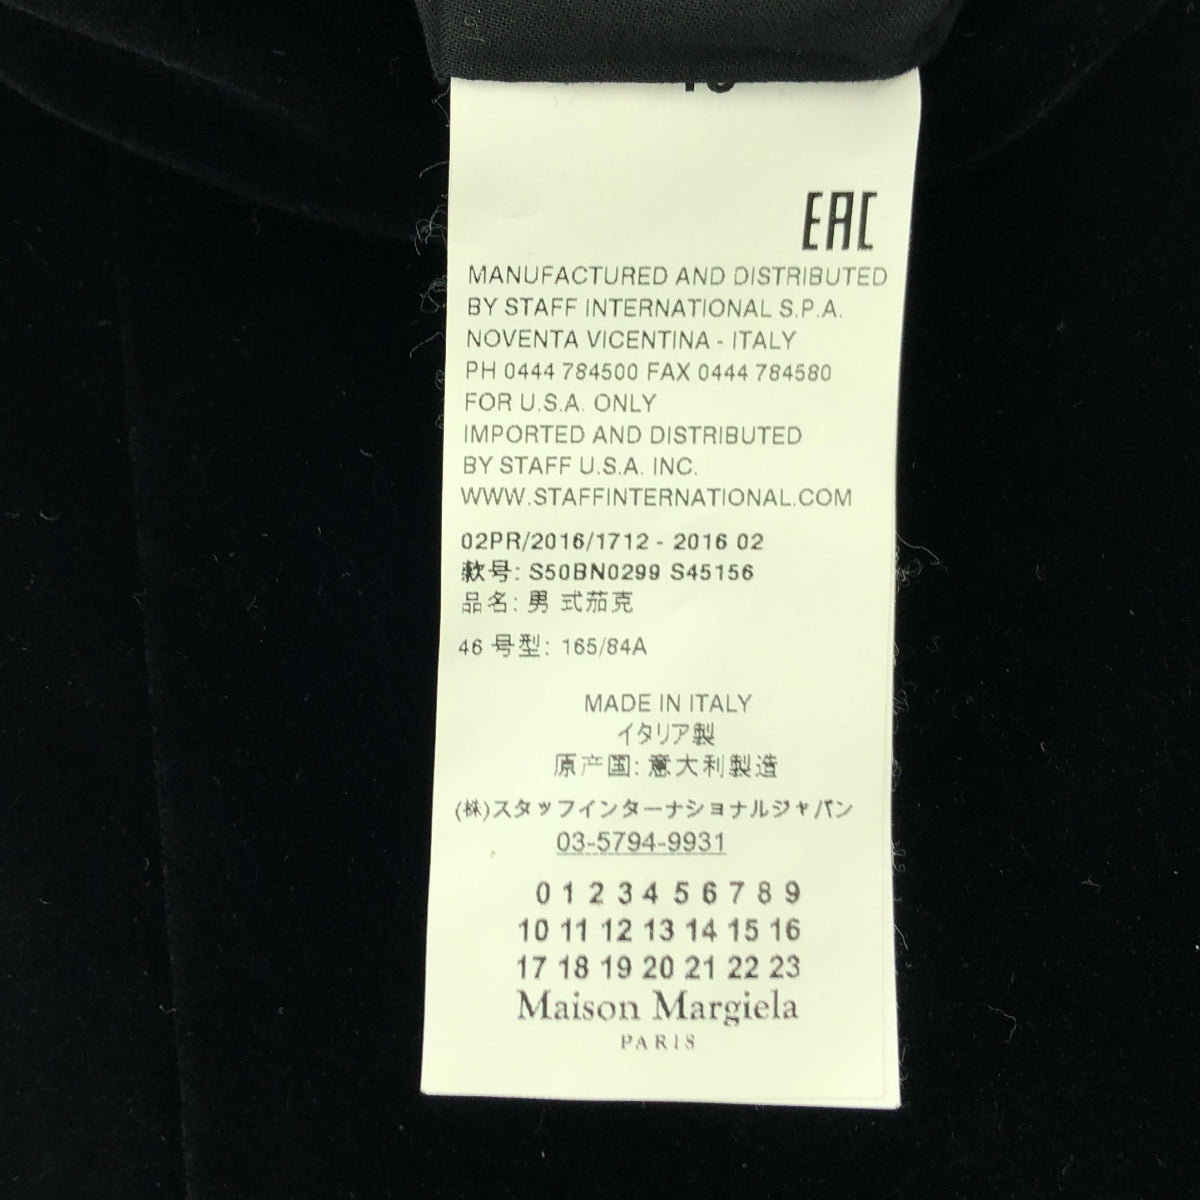 EAC
MANUFACTURED AND DISTRIBUTED
BY STAFF INTERNATIONAL S.P.A.
NOVENTA VICENTINA - ITALY
PH 0444 784500 FAX 0444 784580
FOR U.S.A. ONLY
IMPORTED AND DISTRIBUTED
BY STAFF U.S.A. INC.
WWW.STAFFINTERNATIONAL.COM
02PR/2016/1712 - 2016 02
款号: S50BN0299 S45156
品名: 男 式茄克
46 号型: 165/84A
MADE IN ITALY
イタリア製
原产国: 意大利製造
(株)スタッフインターナショナルジャパン
03-5794-9931
0 1 2 3 4 5 6 7 8 9
10 11 12 13 14 15 16
17 18 19 20 21 22 23
Maison Margiela
PARIS